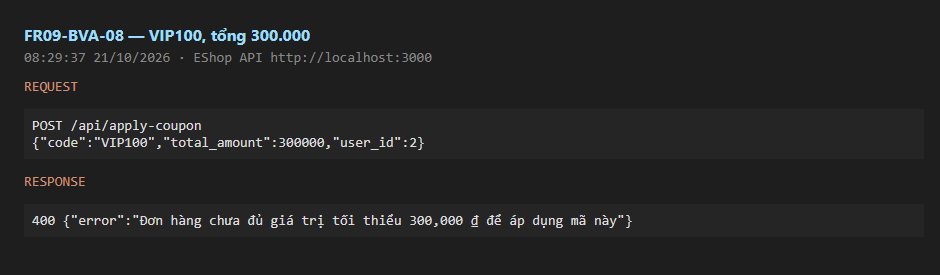 FR09-BVA-08 — VIP100, tổng 300.000
08:29:37 21/10/2026 · EShop API http://localhost:3000
REQUEST
POST /api/apply-coupon
{"code":"VIP100","total_amount":300000,"user_id":2}
RESPONSE
400 {"error":"Đơn hàng chưa đủ giá trị tối thiểu 300,000 ₫ để áp dụng mã này"}